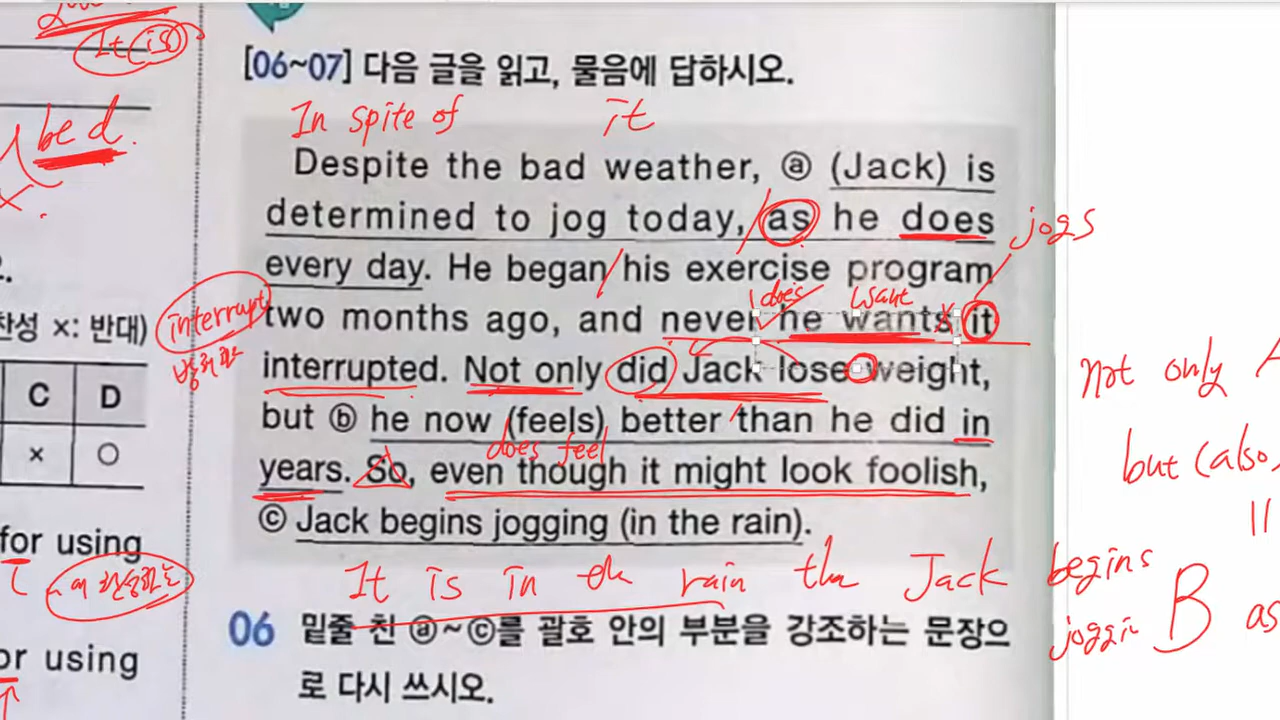 It is
be d.
찬성 ×: 반대)
C D
× ○
for using
or using
[06~07] 다음 글을 읽고, 물음에 답하시오.
In spite of it
Despite the bad weather, ⓐ (Jack) is
determined to jog today, as he does
jogs
every day. He began his exercise program
does want
interrupt
two months ago, and never he wants it
interrupted. Not only did Jack lose weight,
not only A
but ⓑ he now (feels) better than he did in
does feel
but (also)
years. So, even though it might look foolish,
ⓒ Jack begins jogging (in the rain).
It is in th rain tha Jack begins
joggin B as
06 밑줄 친 ⓐ~ⓒ를 괄호 안의 부분을 강조하는 문장으
로 다시 쓰시오.